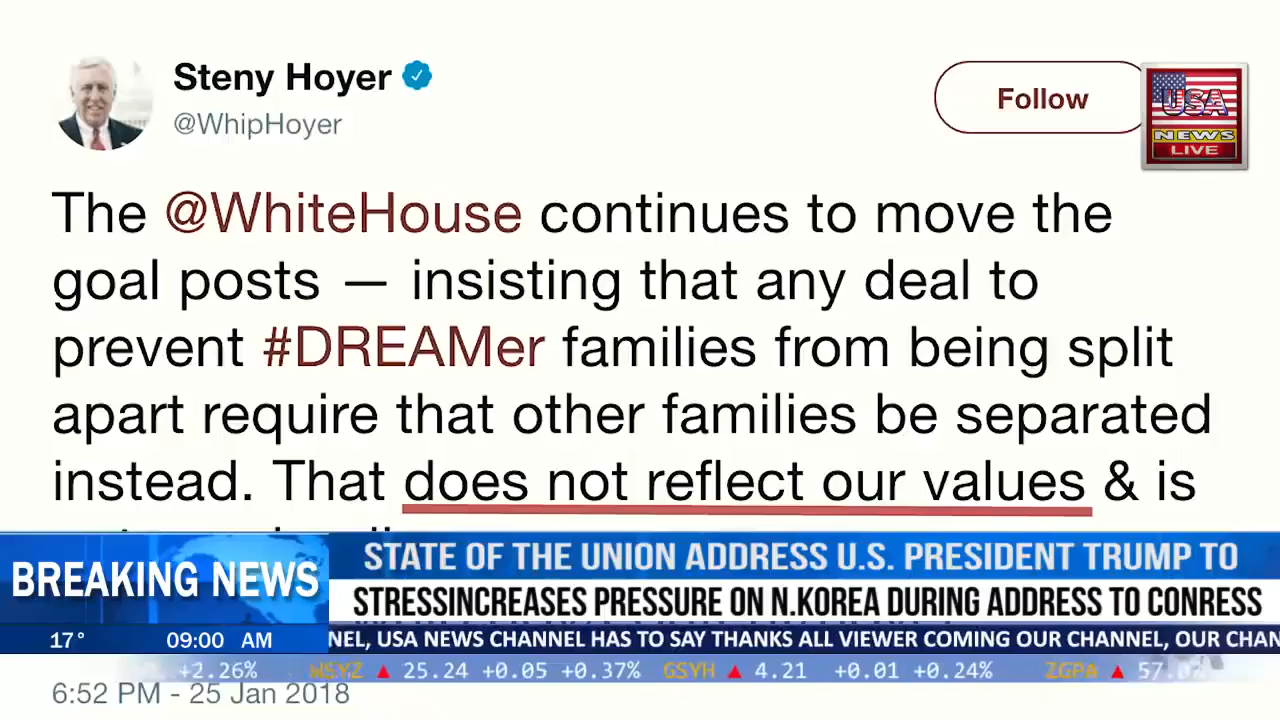 Steny Hoyer
@WhipHoyer
Follow
USA
NEWS
LIVE
The @WhiteHouse continues to move the
goal posts — insisting that any deal to
prevent #DREAMer families from being split
apart require that other families be separated
instead. That does not reflect our values & is
BREAKING NEWS
STATE OF THE UNION ADDRESS U.S. PRESIDENT TRUMP TO
STRESSINCREASES PRESSURE ON N.KOREA DURING ADDRESS TO CONRESS
17° 09:00 AM
NEL, USA NEWS CHANNEL HAS TO SAY THANKS ALL VIEWER COMING OUR CHANNEL, OUR CHAN
+2.26% WSYZ ▲ 25.24 +0.05 +0.37% GSYH ▲ 4.21 +0.01 +0.24% ZGPA ▲
6:52 PM - 25 Jan 2018